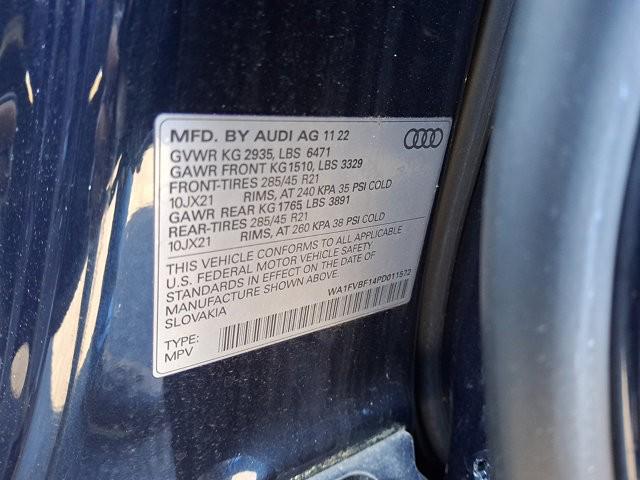 MFD. BY AUDI AG 11 22
GVWR KG 2935, LBS 6471
GAWR FRONT KG1510, LBS 3329
FRONT-TIRES 285/45 R21
10JX21 RIMS, AT 240 KPA 35 PSI COLD
GAWR REAR KG 1765 LBS 3891
REAR-TIRES 285/45 R21
10JX21 RIMS, AT 260 KPA 38 PSI COLD
THIS VEHICLE CONFORMS TO ALL APPLICABLE
U.S. FEDERAL MOTOR VEHICLE SAFETY
STANDARDS IN EFFECT ON THE DATE OF
MANUFACTURE SHOWN ABOVE.
SLOVAKIA
WA1FVBF14PD011572
TYPE:
MPV